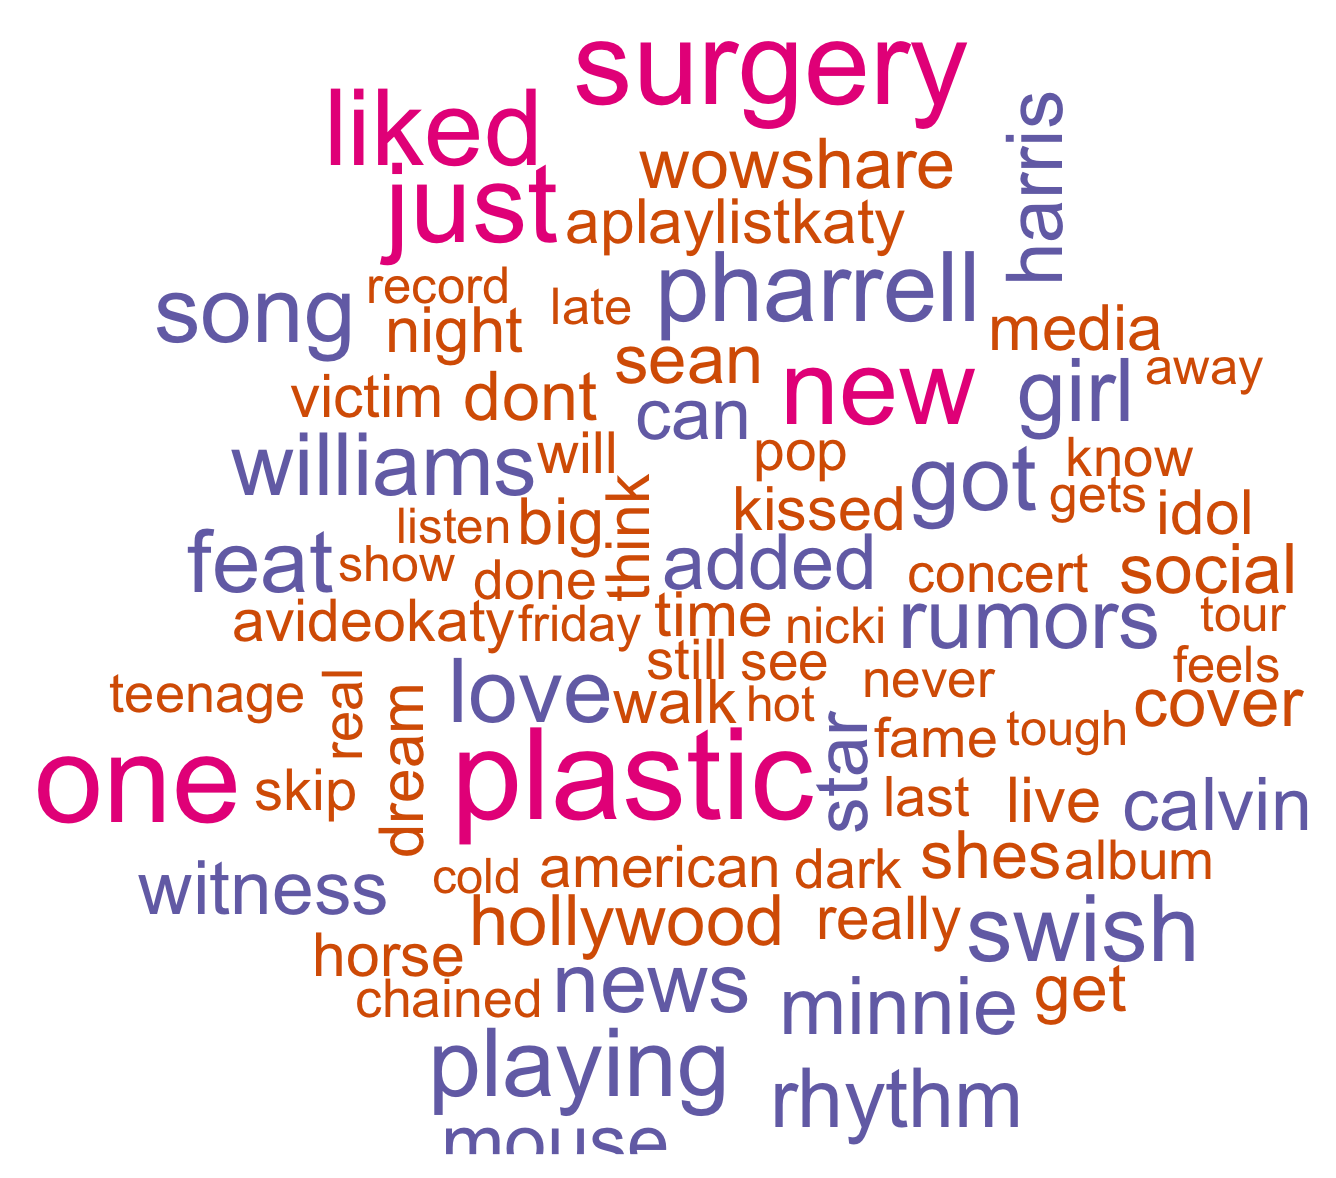 surgery
liked
harris
wowshare
just
aplaylistkaty
record
late
pharrell
song
night
media
sean
away
victim
dont
can
new
girl
williams
will
pop
got
know
gets
idol
kissed
listen
big
think
feat
show
done
added
concert
social
avideokaty
friday
time
nicki
rumors
tour
still
see
feels
teenage
real
dream
love
walk
hot
never
cover
one
skip
plastic
star
fame
tough
last
live
calvin
witness
cold
american
dark
shes
album
hollywood
really
swish
horse
chained
news
minnie
get
playing
rhythm
mouse